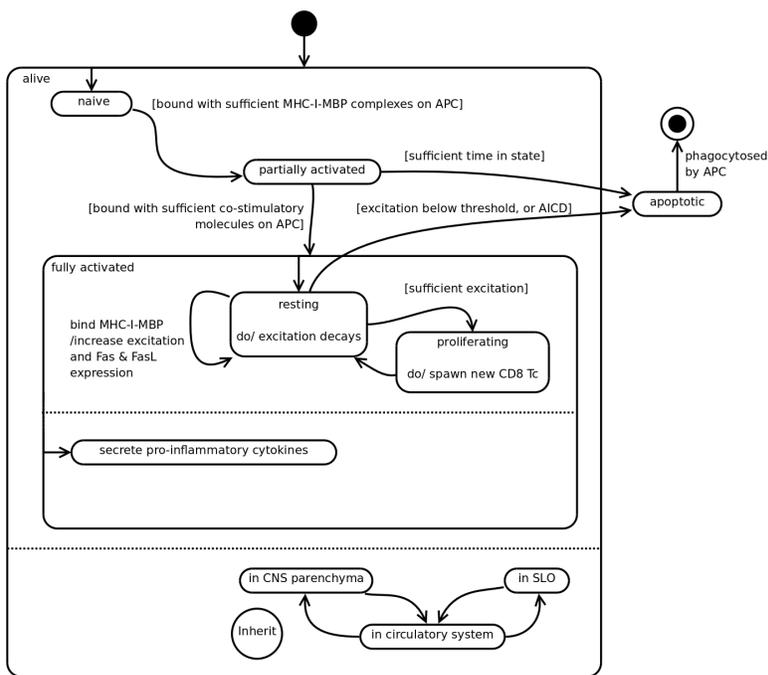 alive
naive
[bound with sufficient MHC-I-MBP complexes on APC]
partially activated
[sufficient time in state]
phagocytosed
by APC
apoptotic
[bound with sufficient co-stimulatory
molecules on APC]
[excitation below threshold, or AICD]
fully activated
resting
do/ excitation decays
[sufficient excitation]
bind MHC-I-MBP
/increase excitation
and Fas & FasL
expression
proliferating
do/ spawn new CD8 Tc
secrete pro-inflammatory cytokines
in CNS parenchyma
in SLO
Inherit
in circulatory system